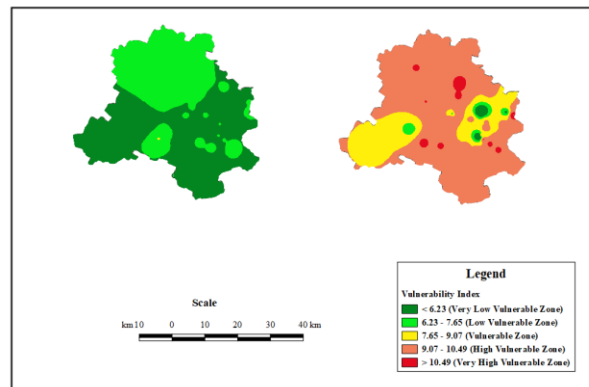 Scale
km 10 0 10 20 30 40 km
Legend
Vulnerability Index
< 6.23 (Very Low Vulnerable Zone)
6.23 - 7.65 (Low Vulnerable Zone)
7.65 - 9.07 (Vulnerable Zone)
9.07 - 10.49 (High Vulnerable Zone)
> 10.49 (Very High Vulnerable Zone)